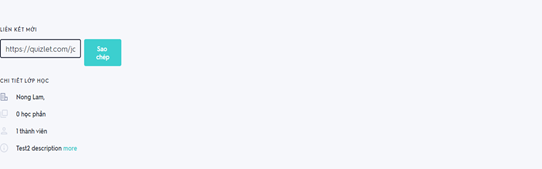 LIÊN KẾT MỜI
https://quizlet.com/jo
Sao
chép
CHI TIẾT LỚP HỌC
Nong Lam,
0 học phần
1 thành viên
Test2 description more